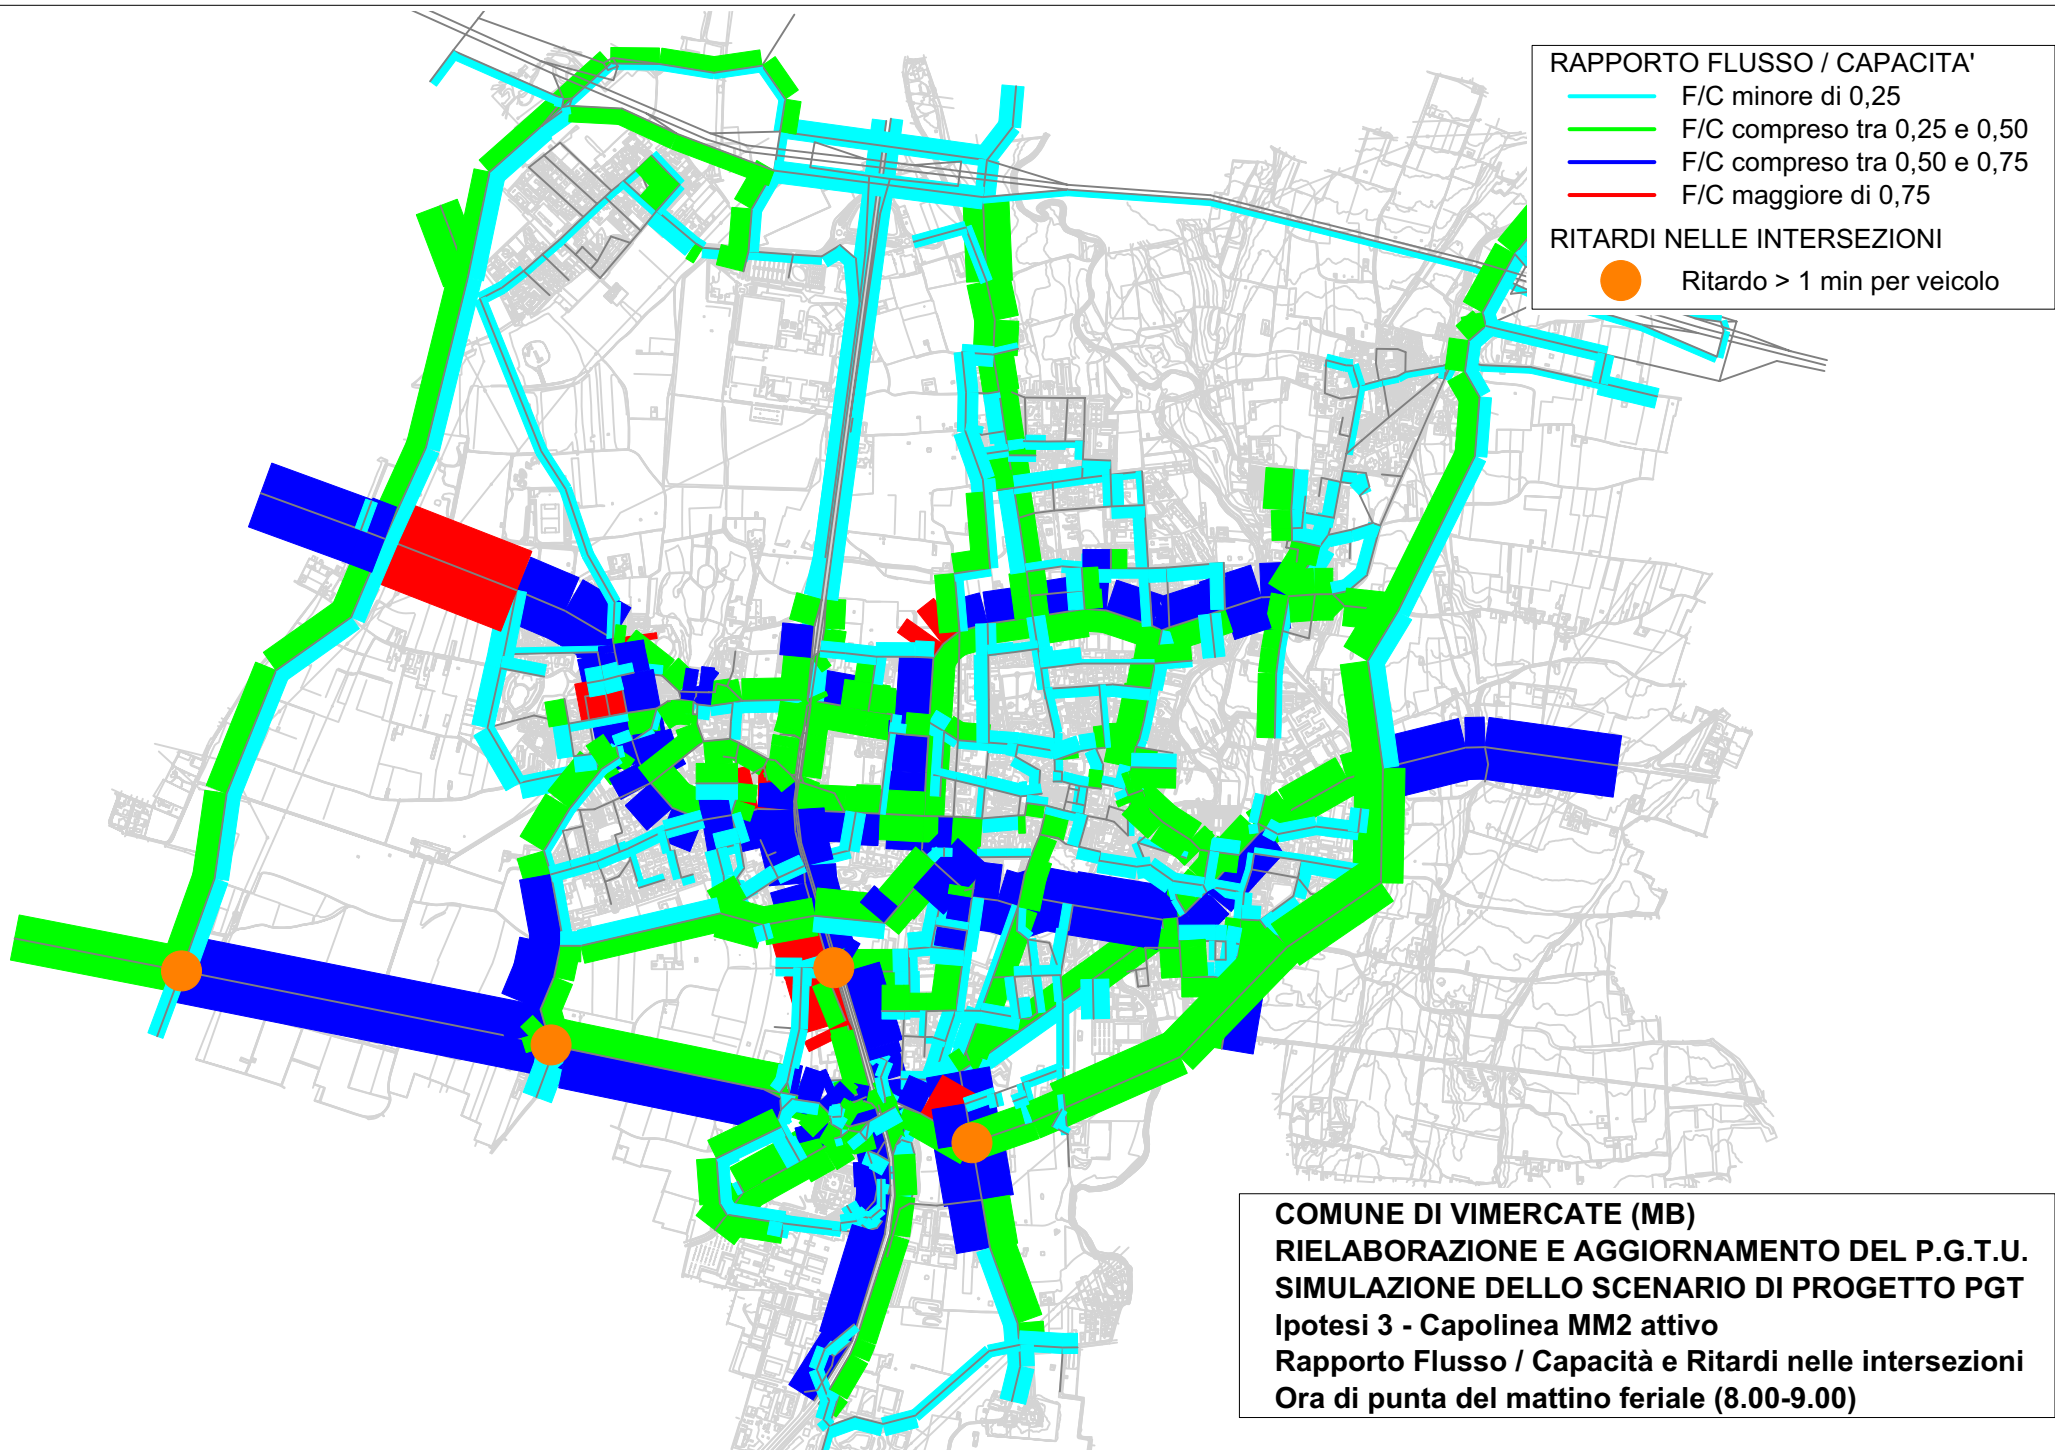 RAPPORTO FLUSSO / CAPACITA'
F/C minore di 0,25
F/C compreso tra 0,25 e 0,50
F/C compreso tra 0,50 e 0,75
F/C maggiore di 0,75
RITARDI NELLE INTERSEZIONI
Ritardo > 1 min per veicolo
COMUNE DI VIMERCATE (MB)
RIELABORAZIONE E AGGIORNAMENTO DEL P.G.T.U.
SIMULAZIONE DELLO SCENARIO DI PROGETTO PGT
Ipotesi 3 - Capolinea MM2 attivo
Rapporto Flusso / Capacità e Ritardi nelle intersezioni
Ora di punta del mattino feriale (8.00-9.00)